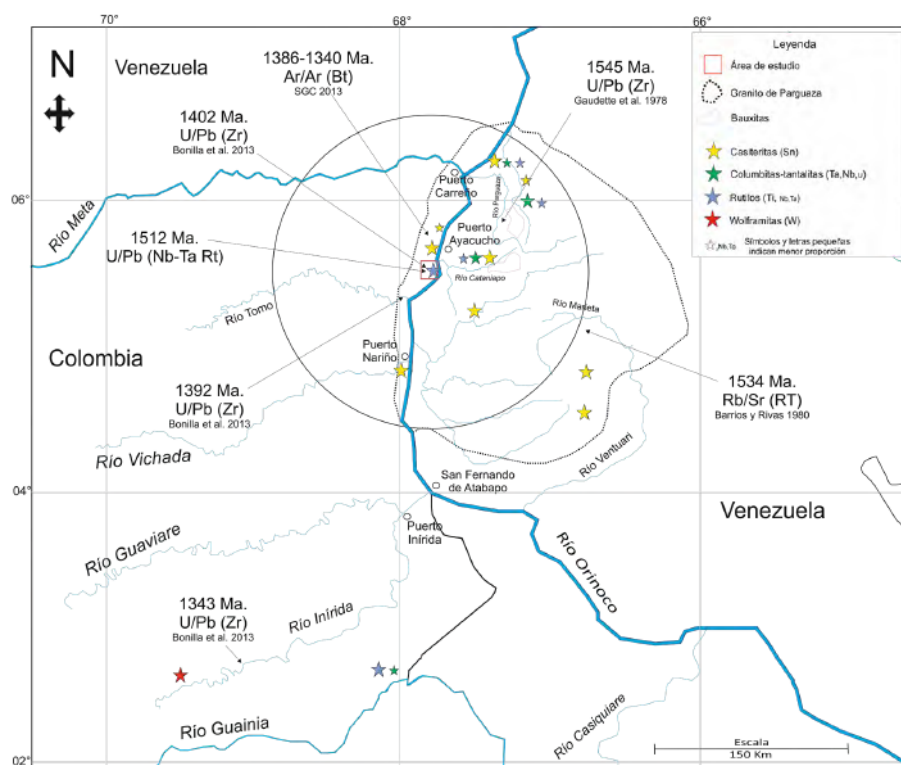 70°
68°
66°
N
Venezuela
1386-1340 Ma.
Ar/Ar (Bt)
SGC 2013
1545 Ma.
U/Pb (Zr)
Gaudette et al. 1978
1402 Ma.
U/Pb (Zr)
Bonilla et al. 2013
Leyenda
Área de estudio
Granito de Parguaza
Bauxitas
Casiteritas (Sn)
Columbitas-tantalitas (Ta,Nb,u)
Rutilos (Ti, Nb,Ta)
Wolframitas (W)
,Nb,Ta
Símbolos y letras pequeñas
indican menor proporción
06°
06°
Río Meta
Puerto
Carreño
Río Parguaza
Puerto
Ayacucho
1512 Ma.
U/Pb (Nb-Ta Rt)
Río Cataniapo
Río Tomo
Río Manieta
Colombia
Puerto
Nariño
1392 Ma.
U/Pb (Zr)
Bonilla et al. 2013
1534 Ma.
Rb/Sr (RT)
Barrios y Rivas 1980
Río Vichada
Río Ventuari
San Fernando
de Atabapo
04°
04°
Venezuela
Puerto
Inírida
Río Guaviare
Río Orinoco
1343 Ma.
U/Pb (Zr)
Bonilla et al. 2013
Río Inírida
Río Guainia
Río Casiquiare
Escala
150 Km
02°
02°